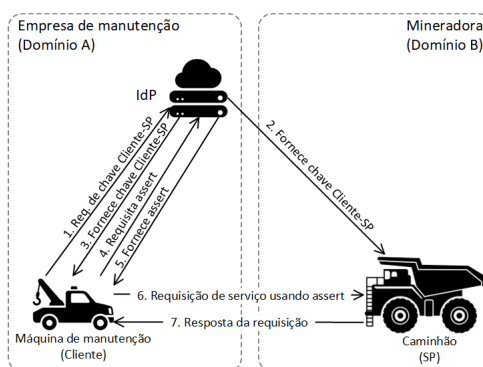 Empresa de manutenção
(Domínio A)
Mineradora
(Domínio B)
IdP
1. Req. de chave Cliente-SP
2. Fornece chave Cliente-SP
3. Fornece chave Cliente-SP
4. Requisita assert
5. Fornece assert
6. Requisição de serviço usando assert
7. Resposta da requisição
Máquina de manutenção
(Cliente)
Caminhão
(SP)